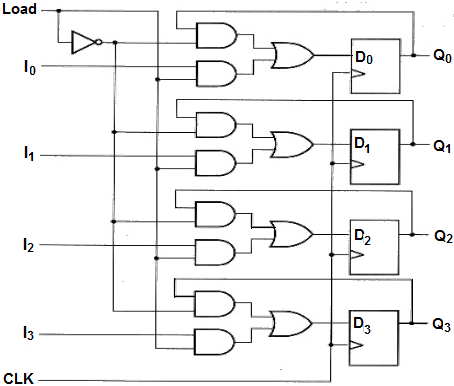 Load
I0 D0 Q0
I1 D1 Q1
I2 D2 Q2
I3 D3 Q3
CLK